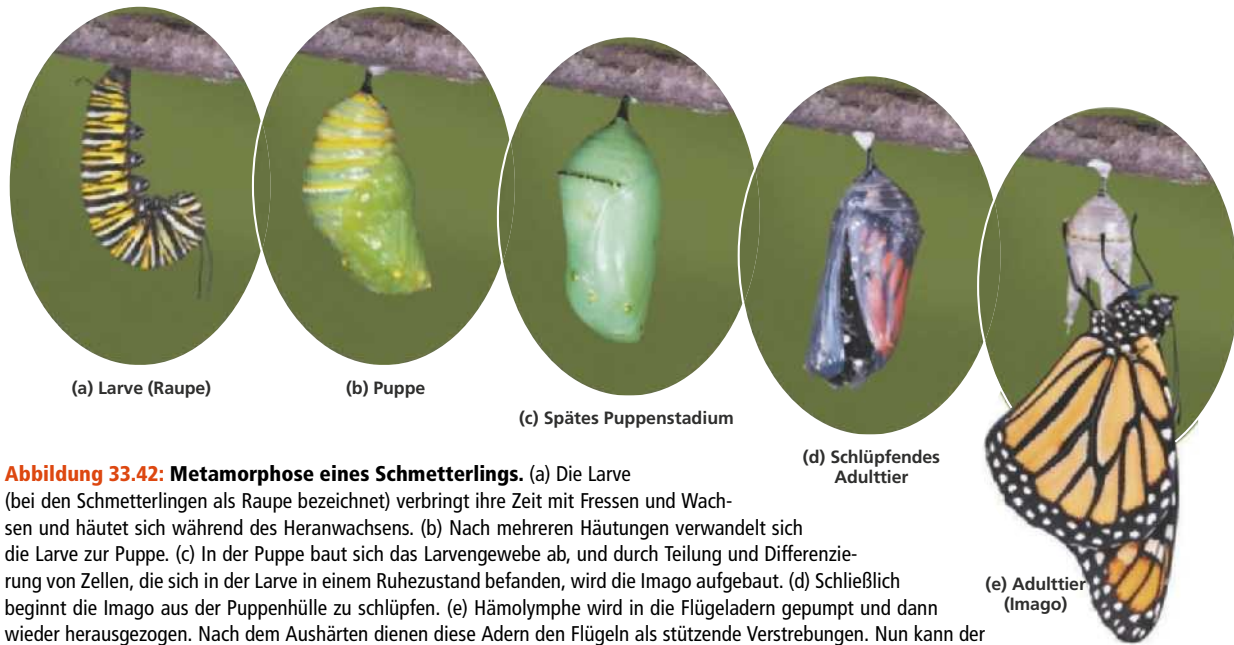 (a) Larve (Raupe)
(b) Puppe
(c) Spätes Puppenstadium
(d) Schlüpfendes
Adulttier
(e) Adulttier
(Imago)
Abbildung 33.42: Metamorphose eines Schmetterlings. (a) Die Larve
(bei den Schmetterlingen als Raupe bezeichnet) verbringt ihre Zeit mit Fressen und Wach-
sen und häutet sich während des Heranwachsens. (b) Nach mehreren Häutungen verwandelt sich
die Larve zur Puppe. (c) In der Puppe baut sich das Larvengewebe ab, und durch Teilung und Differenzie-
rung von Zellen, die sich in der Larve in einem Ruhezustand befanden, wird die Imago aufgebaut. (d) Schließlich
beginnt die Imago aus der Puppenhülle zu schlüpfen. (e) Hämolymphe wird in die Flügeladern gepumpt und dann
wieder herausgezogen. Nach dem Aushärten dienen diese Adern den Flügeln als stützende Verstrebungen. Nun kann der